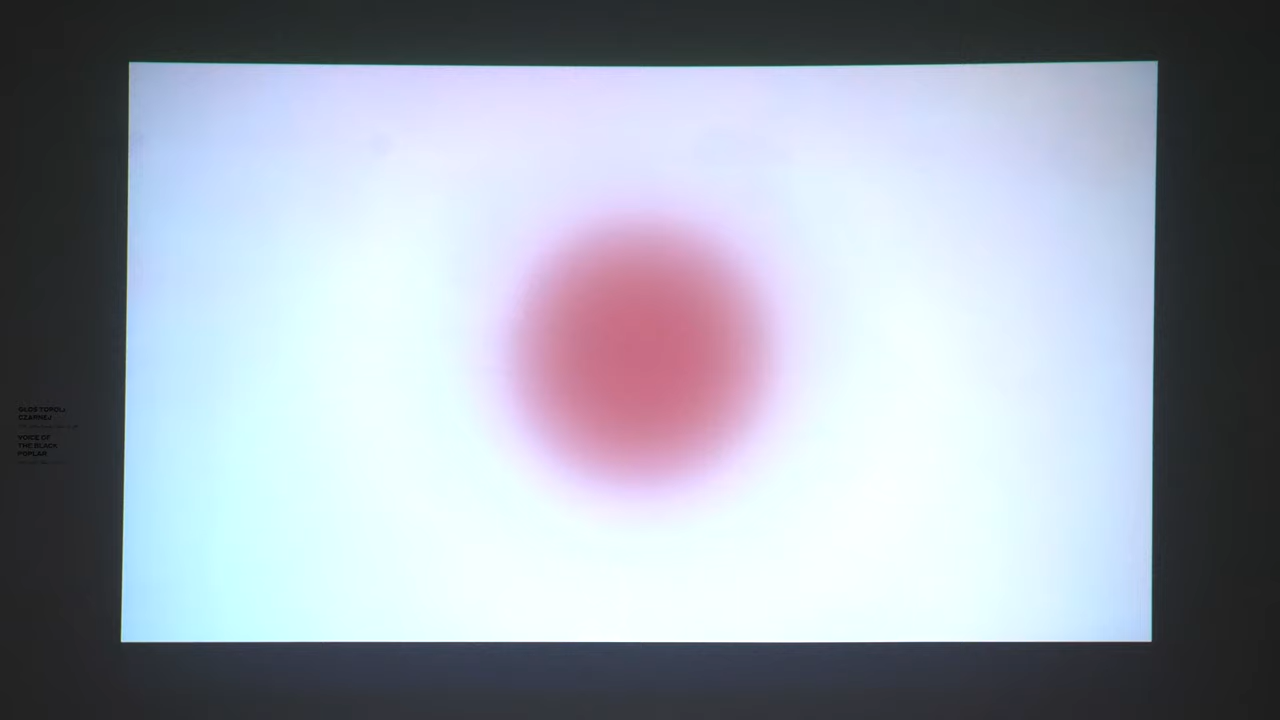 GŁOS TOPOLI
CZARNEJ
VOICE OF
THE BLACK
POPLAR